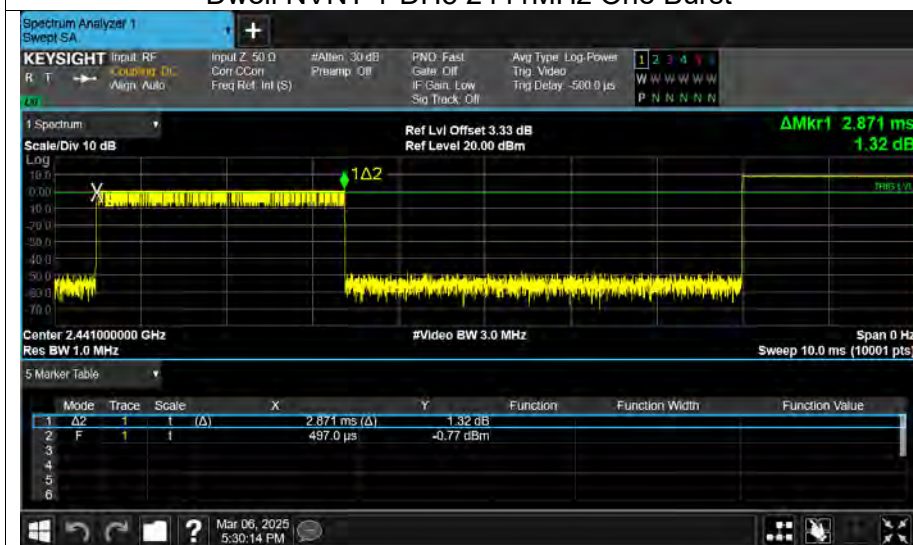 Dwell NVNT 1-DH5 2441MHz One Burst
Spectrum Analyzer 1
Swept SA
+
KEYSIGHT Input: RF Input Z: 50 Ω #Atten: 30 dB PNO: Fast Avg Type: Log-Power 1 2 3 4 5 6
R T Coupling: DC Corr CCorr Preamp: Off Gate: Off Trig: Video W W W W W W
Align: Auto Freq Ref: Int (S) IF Gain: Low Trig Delay: -500.0 µs P N N N N N
Sig Track: Off
1 Spectrum
Ref Lvl Offset 3.33 dB ΔMkr1 2.871 ms
Scale/Div 10 dB Ref Level 20.00 dBm 1.32 dB
Log
1Δ2
10.0
0.00
TRIG LVL
X
-10.0
-20.0
-30.0
-40.0
-50.0
-60.0
-70.0
Center 2.441000000 GHz #Video BW 3.0 MHz Span 0 Hz
Res BW 1.0 MHz Sweep 10.0 ms (10001 pts)
5 Marker Table
Mode Trace Scale X Y Function Function Width Function Value
1 Δ2 1 t (Δ) 2.871 ms (Δ) 1.32 dB
2 F 1 t 497.0 µs -0.77 dBm
3
4
5
6
? Mar 06, 2025
5:30:14 PM